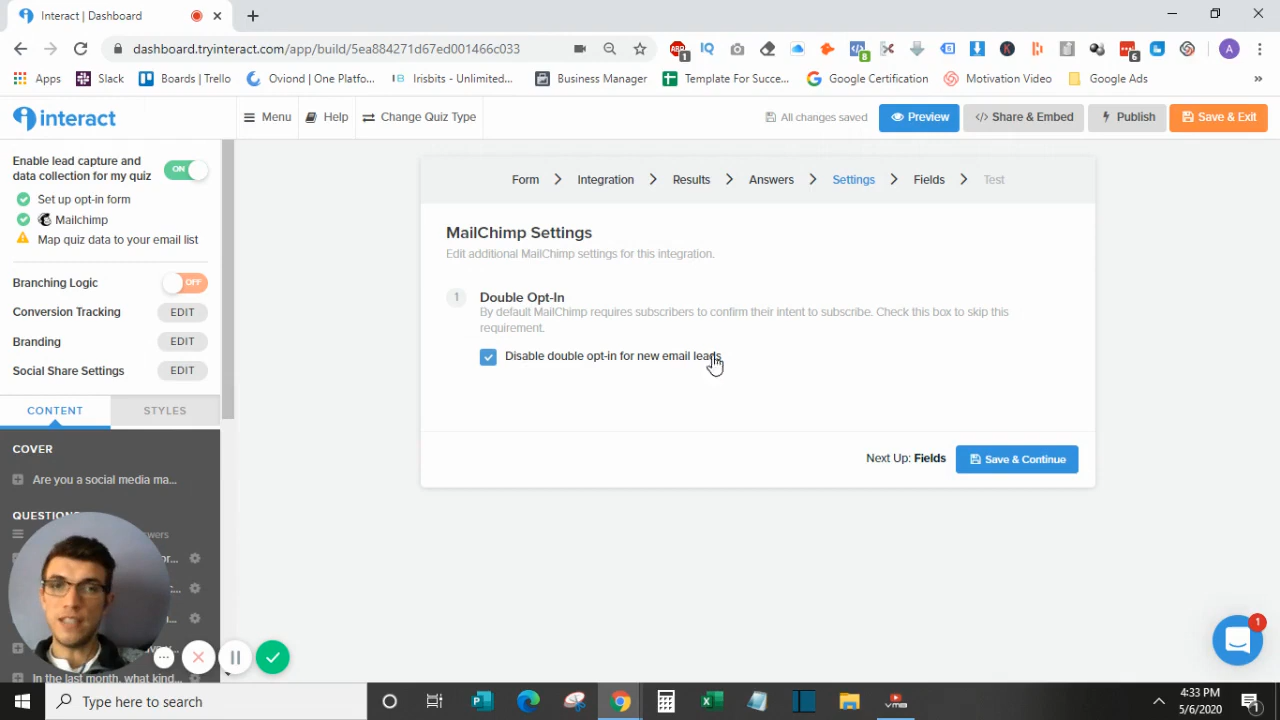 Interact | Dashboard
dashboard.tryinteract.com/app/build/5ea884271d67ed001466c033
Apps
Slack
Boards | Trello
Oviond | One Platfo...
Irisbits - Unlimited...
Business Manager
Template For Succe...
Google Certification
Motivation Video
Google Ads
interact
Menu
Help
Change Quiz Type
All changes saved
Preview
</> Share & Embed
Publish
Save & Exit
Enable lead capture and
data collection for my quiz
ON
Set up opt-in form
Mailchimp
Map quiz data to your email list
Branching Logic
OFF
Conversion Tracking
EDIT
Branding
EDIT
Social Share Settings
EDIT
CONTENT
STYLES
COVER
Are you a social media ma...
QUESTIONS
In the last month, what kind...
Form
Integration
Results
Answers
Settings
Fields
Test
MailChimp Settings
Edit additional MailChimp settings for this integration.
1
Double Opt-In
By default MailChimp requires subscribers to confirm their intent to subscribe. Check this box to skip this
requirement.
Disable double opt-in for new email leads
Next Up: Fields
Save & Continue
1
Type here to search
4:33 PM
5/6/2020